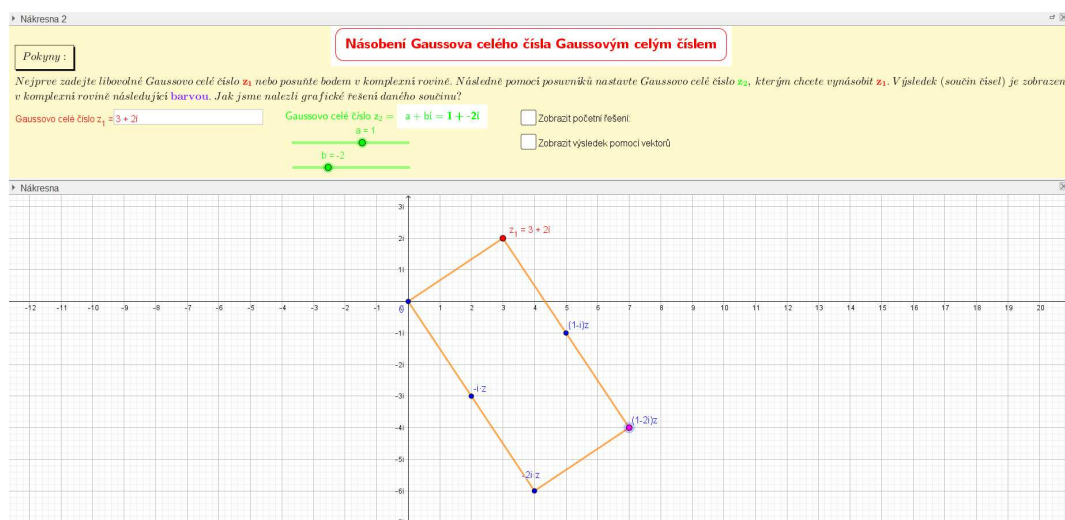 Nákresna 2
Násobení Gaussova celého čísla Gaussovým celým číslem
Pokyny :
Nejprve zadejte libovolné Gaussovo celé číslo z₁ nebo posuňte bodem v komplexní rovině. Následně pomocí posuvníků nastavte Gaussovo celé číslo z₂, kterým chcete vynásobit z₁. Výsledek (součin čísel) je zobrazen
v komplexní rovině následující barvou. Jak jsme nalezli grafické řešení daného součinu?
Gaussovo celé číslo z₁ = 3 + 2i
Gaussovo celé číslo z₂ = a + bi = 1 + -2i
a = 1
b = -2
Zobrazit početní řešení:
Zobrazit výsledek pomocí vektorů
Nákresna
3i
2i
z₁ = 3 + 2i
1i
-12 -11 -10 -9 -8 -7 -6 -5 -4 -3 -2 -1 0 1 2 3 4 5 6 7 8 9 10 11 12 13 14 15 16 17 18 19 20
-1i
(1-i)z
-2i
-3i
-i·z
-4i
(1-2i)z
-5i
-2i·z
-6i